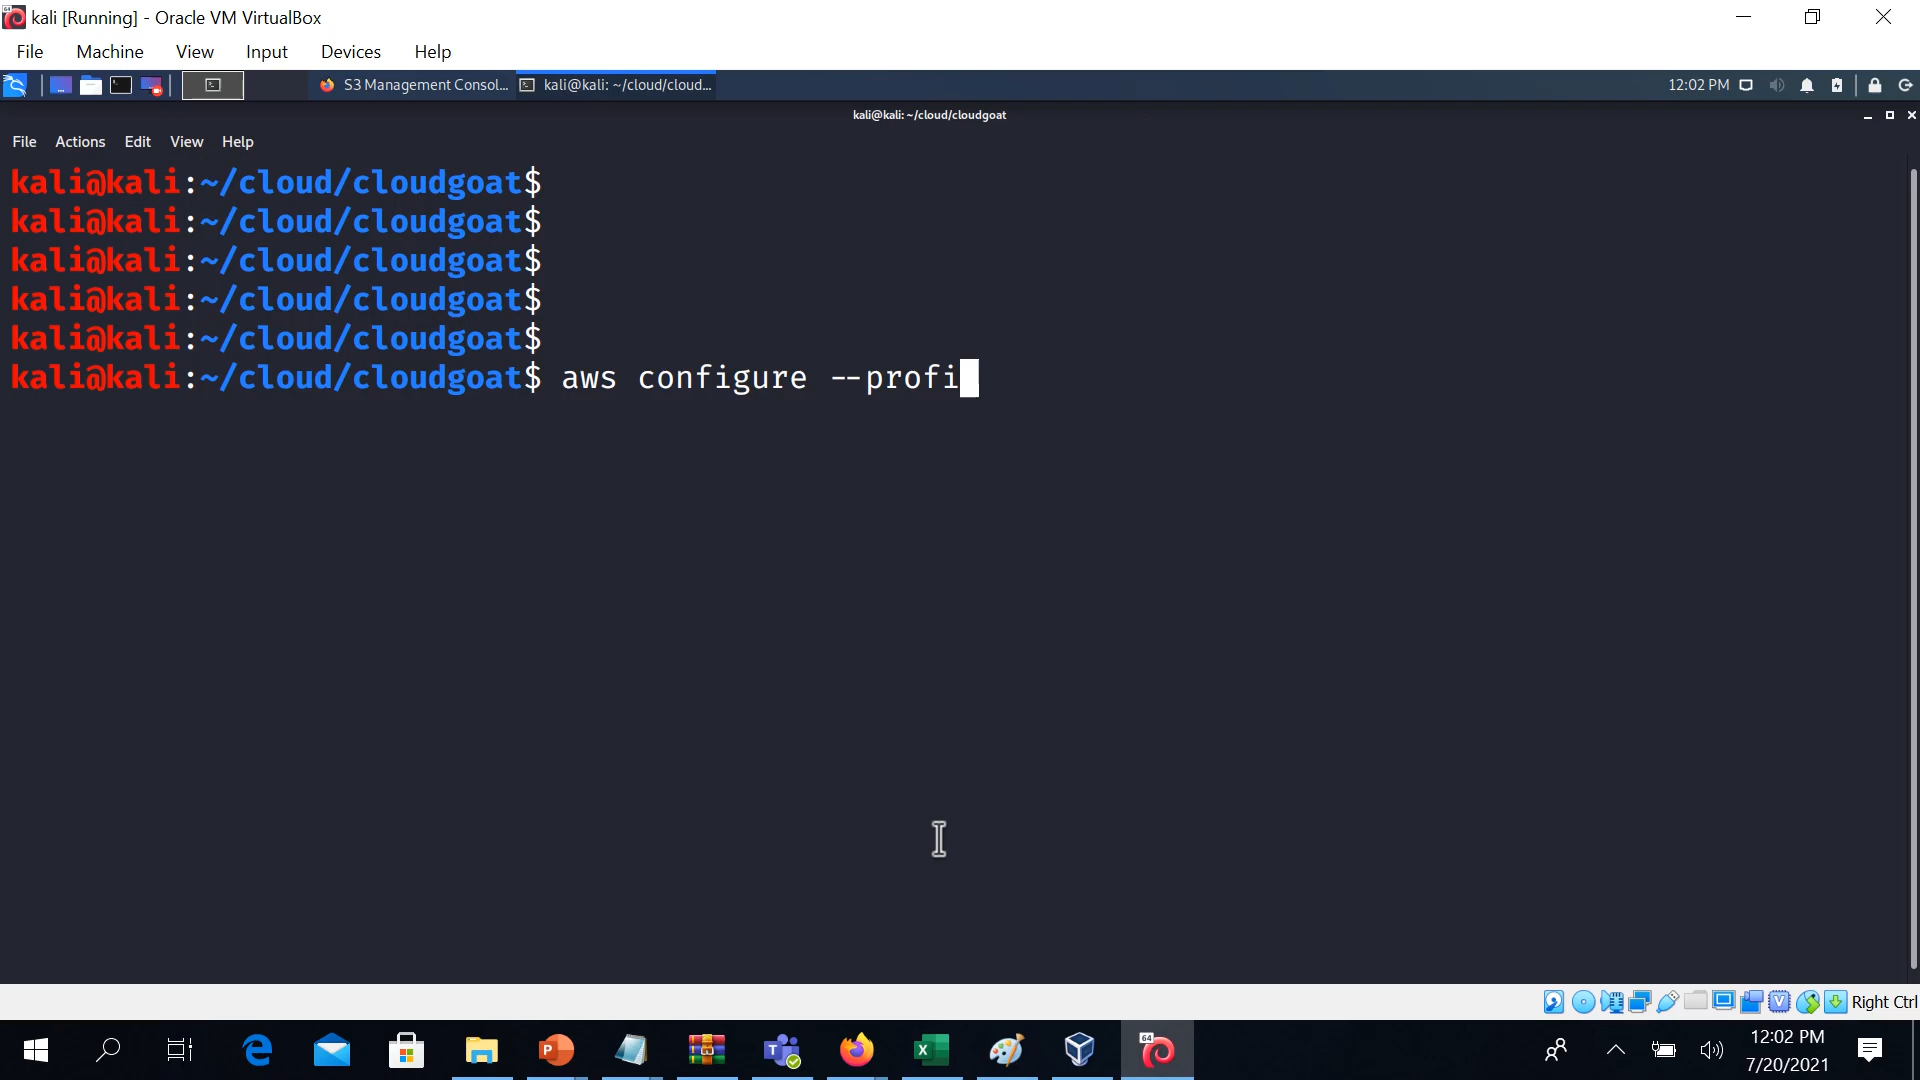 kali [Running] - Oracle VM VirtualBox
File Machine View Input Devices Help
S3 Management Consol... kali@kali: ~/cloud/cloud... 12:02 PM
kali@kali: ~/cloud/cloudgoat
File Actions Edit View Help
kali@kali:~/cloud/cloudgoat$
kali@kali:~/cloud/cloudgoat$
kali@kali:~/cloud/cloudgoat$
kali@kali:~/cloud/cloudgoat$
kali@kali:~/cloud/cloudgoat$
kali@kali:~/cloud/cloudgoat$ aws configure --profi
Right Ctrl
12:02 PM
7/20/2021